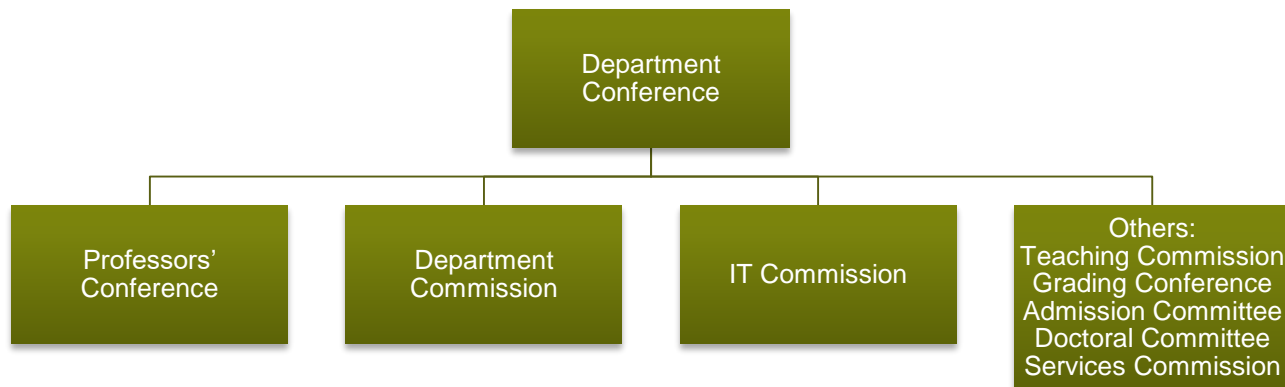 Department
Conference
Professors’
Conference
Department
Commission
IT Commission
Others:
Teaching Commission
Grading Conference
Admission Committee
Doctoral Committee
Services Commission